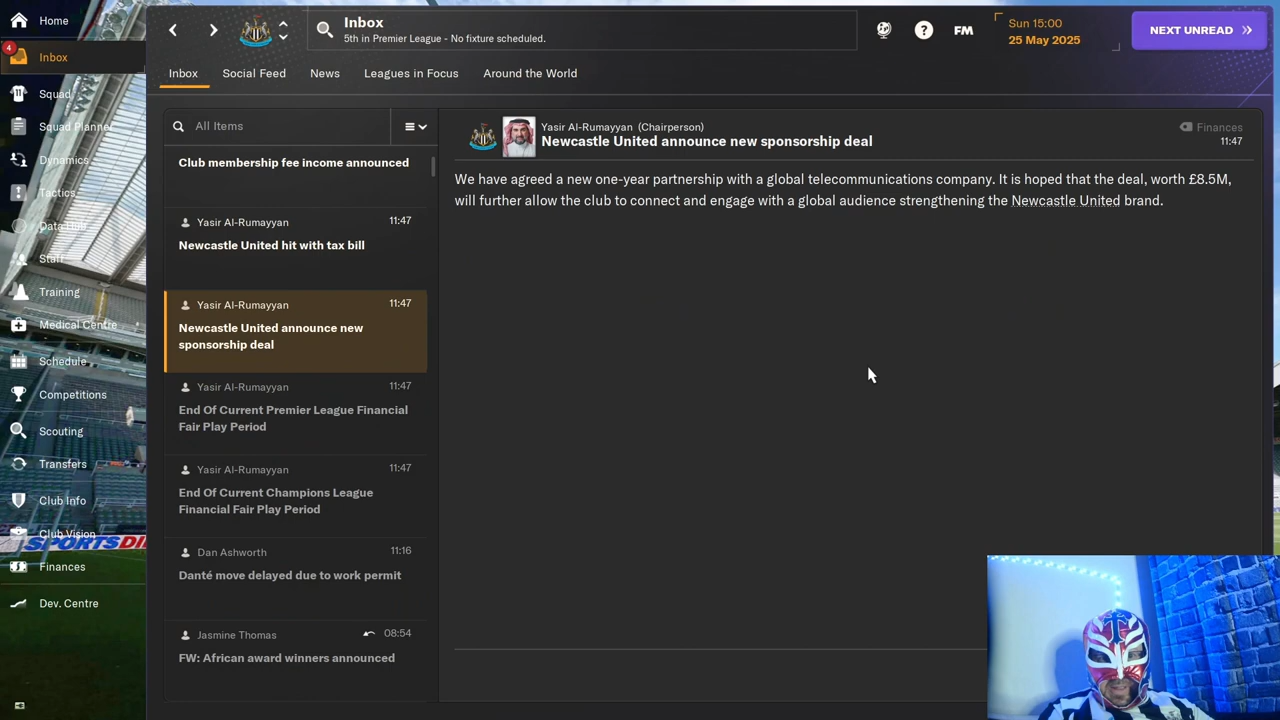 Home
4
Inbox
Squad
Squad Planner
Dynamics
Tactics
Data Hub
Staff
Training
Medical Centre
Schedule
Competitions
Scouting
Transfers
Club Info
Club Vision
SPORTSDI
Finances
Dev. Centre
Inbox
5th in Premier League - No fixture scheduled.
?
FM
Sun 15:00
25 May 2025
NEXT UNREAD
Inbox
Social Feed
News
Leagues in Focus
Around the World
All Items
Club membership fee income announced
Yasir Al-Rumayyan
11:47
Newcastle United hit with tax bill
Yasir Al-Rumayyan
11:47
Newcastle United announce new
sponsorship deal
Yasir Al-Rumayyan
11:47
End Of Current Premier League Financial
Fair Play Period
Yasir Al-Rumayyan
11:47
End Of Current Champions League
Financial Fair Play Period
Dan Ashworth
11:16
Danté move delayed due to work permit
Jasmine Thomas
08:54
FW: African award winners announced
Yasir Al-Rumayyan (Chairperson)
Newcastle United announce new sponsorship deal
Finances
11:47
We have agreed a new one-year partnership with a global telecommunications company. It is hoped that the deal, worth £8.5M,
will further allow the club to connect and engage with a global audience strengthening the Newcastle United brand.